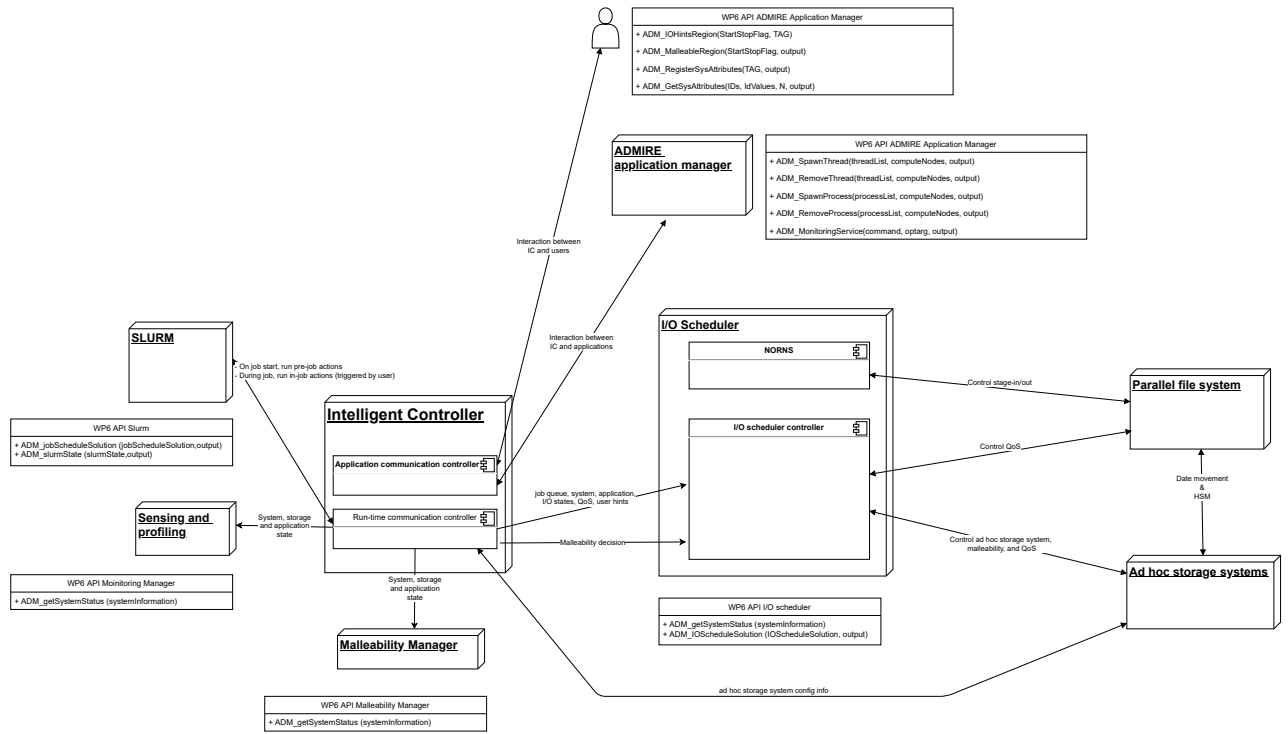 WP6 API ADMIRE Application Manager
+ ADM_IOHintsRegion(StartStopFlag, TAG)
+ ADM_MalleableRegion(StartStopFlag, output)
+ ADM_RegisterSysAttributes(TAG, output)
+ ADM_GetSysAttributes(IDs, IdValues, N, output)
ADMIRE
application manager
WP6 API ADMIRE Application Manager
+ ADM_SpawnThread(threadList, computeNodes, output)
+ ADM_RemoveThread(threadList, computeNodes, output)
+ ADM_SpawnProcess(processList, computeNodes, output)
+ ADM_RemoveProcess(processList, computeNodes, output)
+ ADM_MonitoringService(command, optarg, output)
Interaction between
IC and users
Interaction between
IC and applications
SLURM
- On job start, run pre-job actions
- During job, run in-job actions (triggered by user)
WP6 API Slurm
+ ADM_jobScheduleSolution (jobScheduleSolution,output)
+ ADM_slurmState (slurmState,output)
Intelligent Controller
Application communication controller
Run-time communication controller
Sensing and
profiling
System, storage
and application
state
WP6 API Moinitoring Manager
+ ADM_getSystemStatus (systemInformation)
System, storage
and application
state
Malleability Manager
WP6 API Malleability Manager
+ ADM_getSystemStatus (systemInformation)
job queue, system, application,
I/O states, QoS, user hints
Malleability decision
I/O Scheduler
NORNS
I/O scheduler controller
WP6 API I/O scheduler
+ ADM_getSystemStatus (systemInformation)
+ ADM_IOScheduleSolution (IOScheduleSolution, output)
Control stage-in/out
Control QoS
Control ad hoc storage system,
malleability, and QoS
Parallel file system
Date movement
&
HSM
Ad hoc storage systems
ad hoc storage system config info